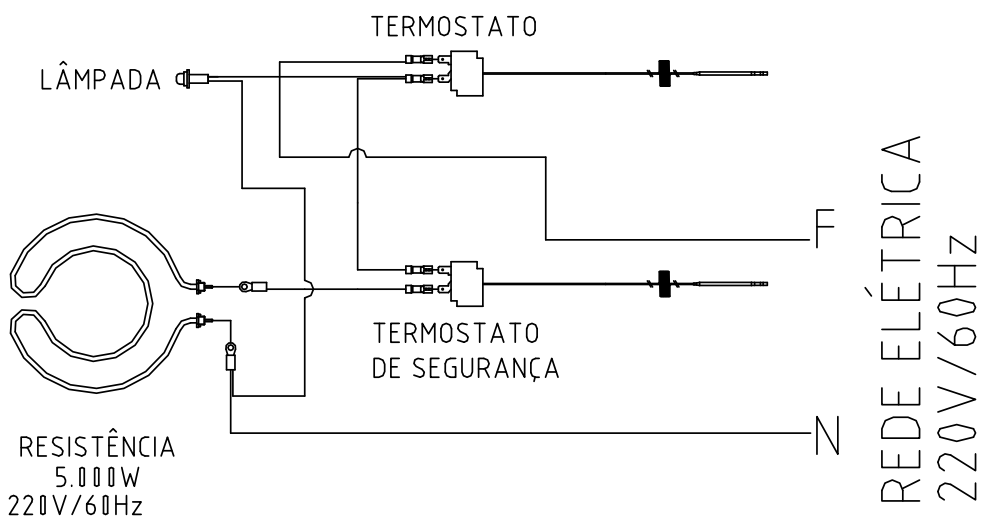 TERMOSTATO
LÂMPADA
F
TERMOSTATO
DE SEGURANÇA
N
RESISTÊNCIA
5.000W
220V/60Hz
REDE ELÉTRICA
220V/60Hz